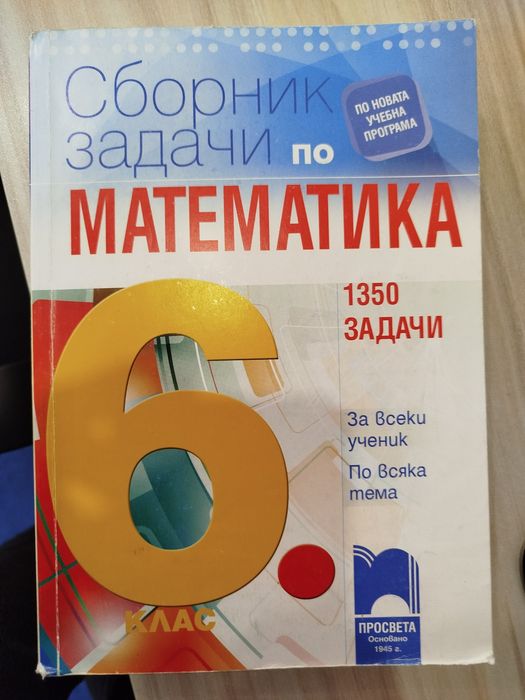 Сборник
задачи по
МАТЕМАТИКА
ПО НОВАТА
УЧЕБНА
ПРОГРАМА
1350
ЗАДАЧИ
6.
КЛАС
За всеки
ученик
По всяка
тема
ПРОСВЕТА
Основано
1945 г.